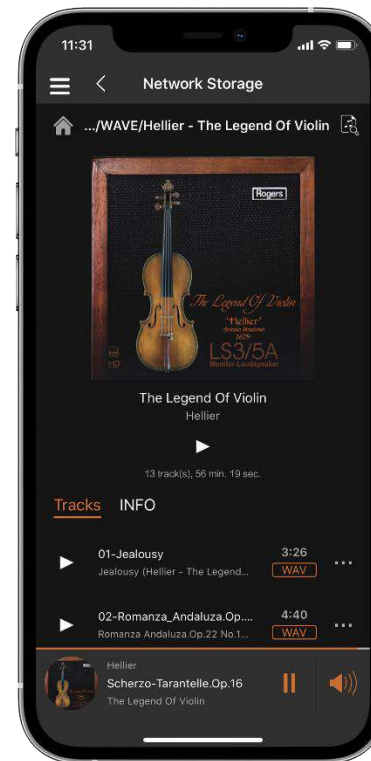 11:31
Network Storage
.../WAVE/Hellier - The Legend Of Violin
Rogers
The Legend Of Violin
'Hellier'
1679
LS3/5A
Monitor Loudspeaker
HD
The Legend Of Violin
Hellier
13 track(s), 56 min. 19 sec.
Tracks INFO
01-Jealousy 3:26
Jealousy (Hellier - The Legend... WAV
02-Romanza_Andaluza.Op.... 4:40
Romanza Andaluza.Op.22 No.1... WAV
Hellier
Scherzo-Tarantelle.Op.16
The Legend Of Violin